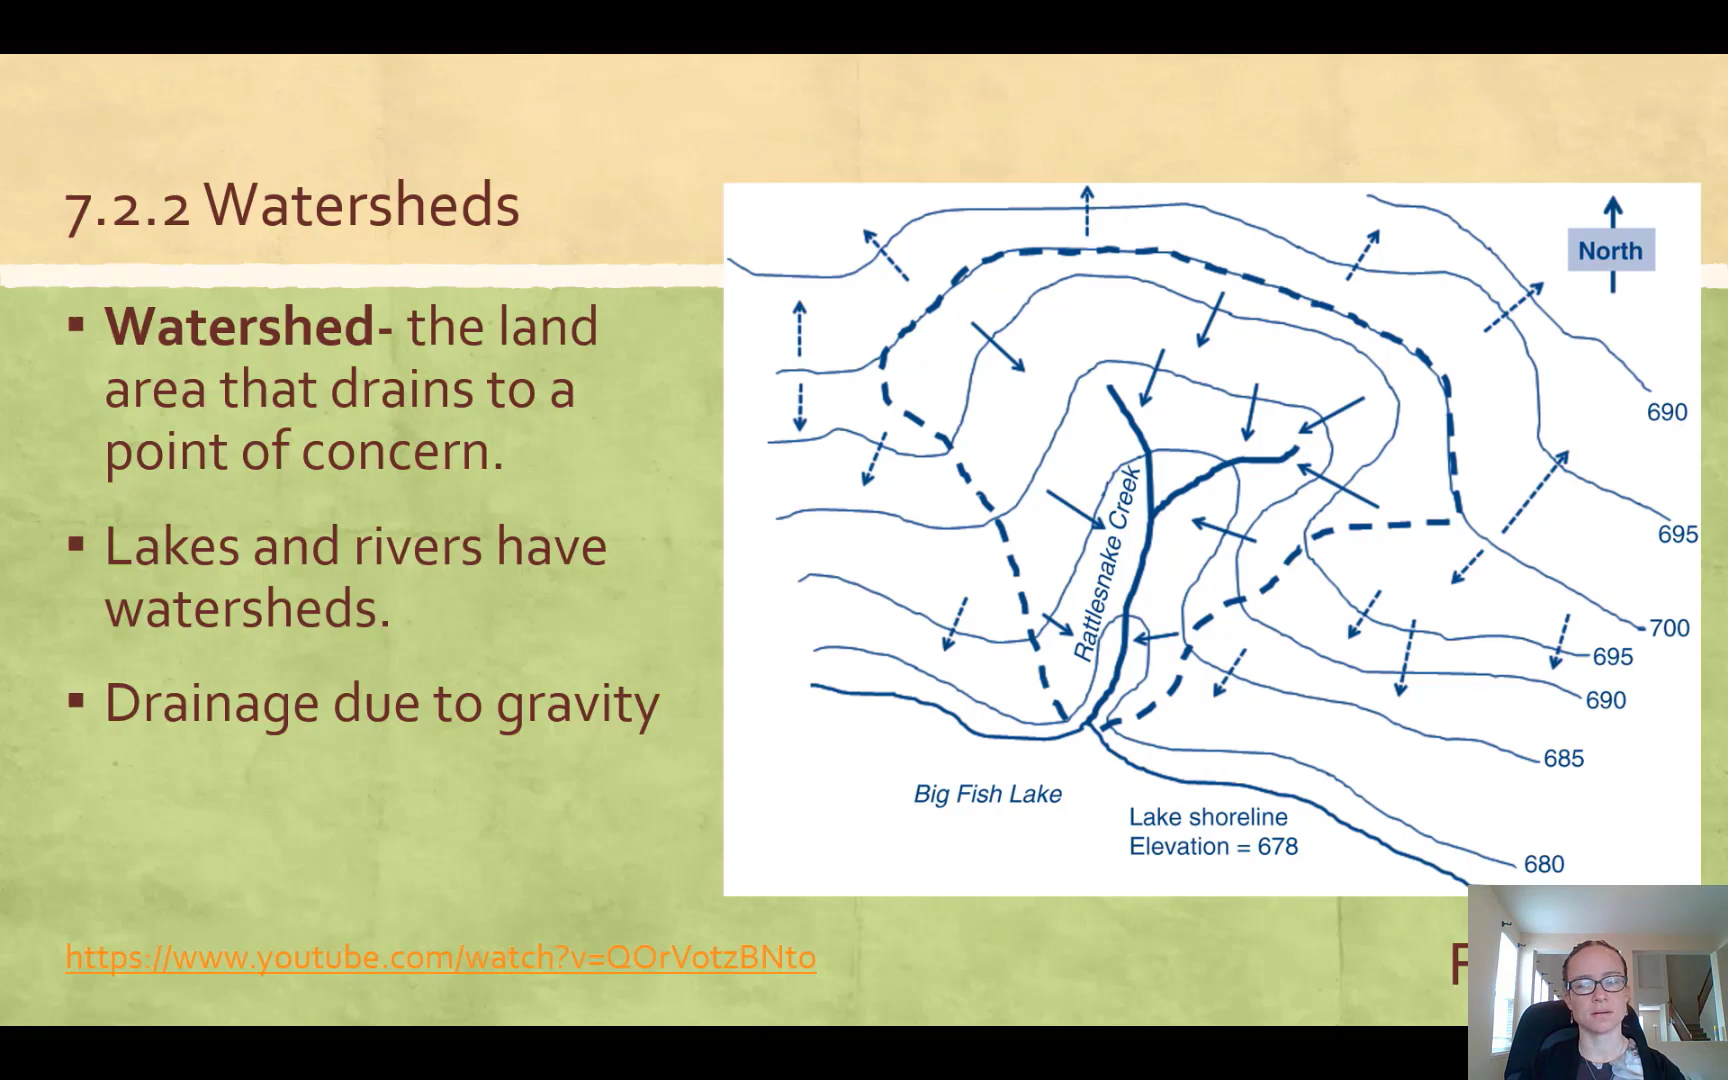 7.2.2 Watersheds
▪ Watershed- the land
area that drains to a
point of concern.
▪ Lakes and rivers have
watersheds.
▪ Drainage due to gravity
https://www.youtube.com/watch?v=QOrVotzBNto
North
690
695
700
695
690
685
680
Rattlesnake Creek
Big Fish Lake
Lake shoreline
Elevation = 678